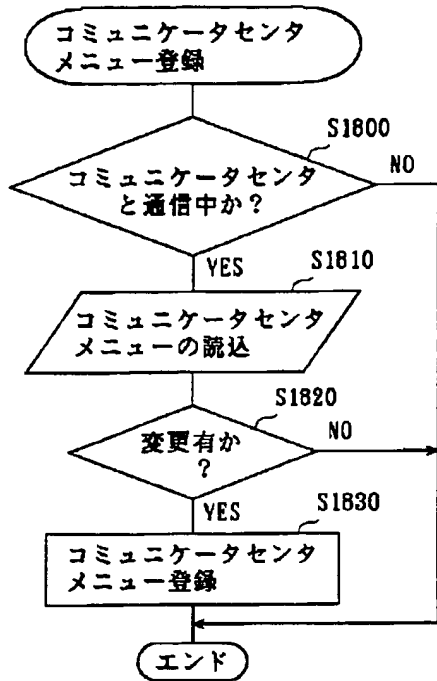 コミュニケータセンタ
メニュー登録
S1800
コミュニケータセンタ
と通信中か？
NO
YES
S1810
コミュニケータセンタ
メニューの読込
S1820
変更有か
？
NO
YES
S1830
コミュニケータセンタ
メニュー登録
エンド